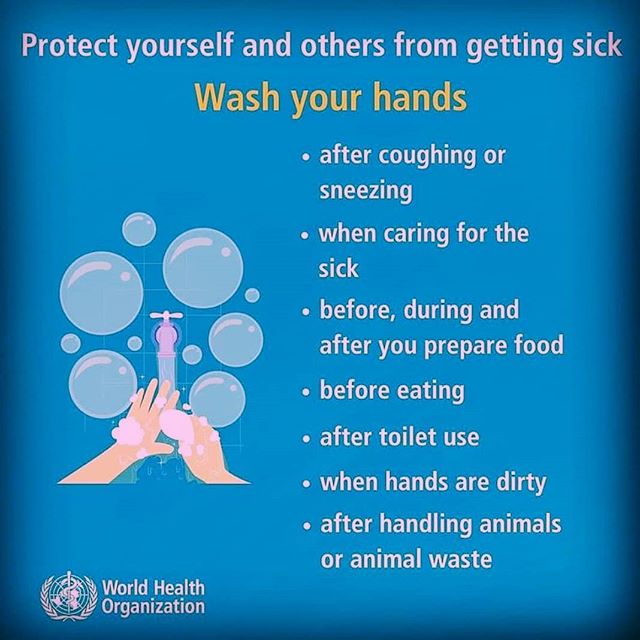 Protect yourself and others from getting sick
Wash your hands
• after coughing or
sneezing
• when caring for the
sick
• before, during and
after you prepare food
• before eating
• after toilet use
• when hands are dirty
• after handling animals
or animal waste
World Health
Organization